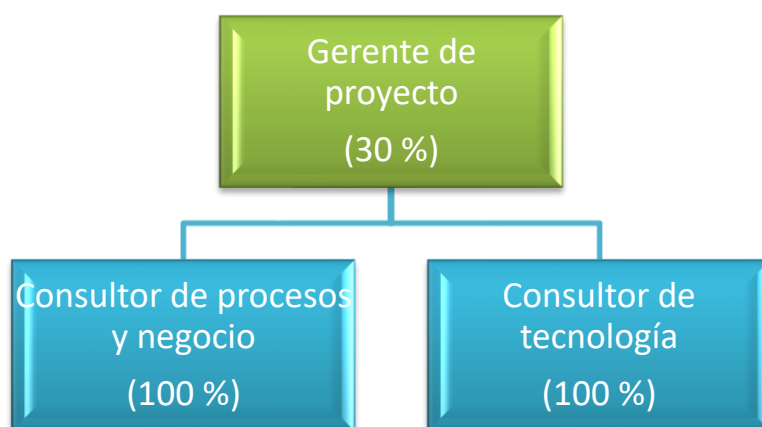 Gerente de
proyecto
(30 %)
Consultor de procesos
y negocio
(100 %)
Consultor de
tecnología
(100 %)